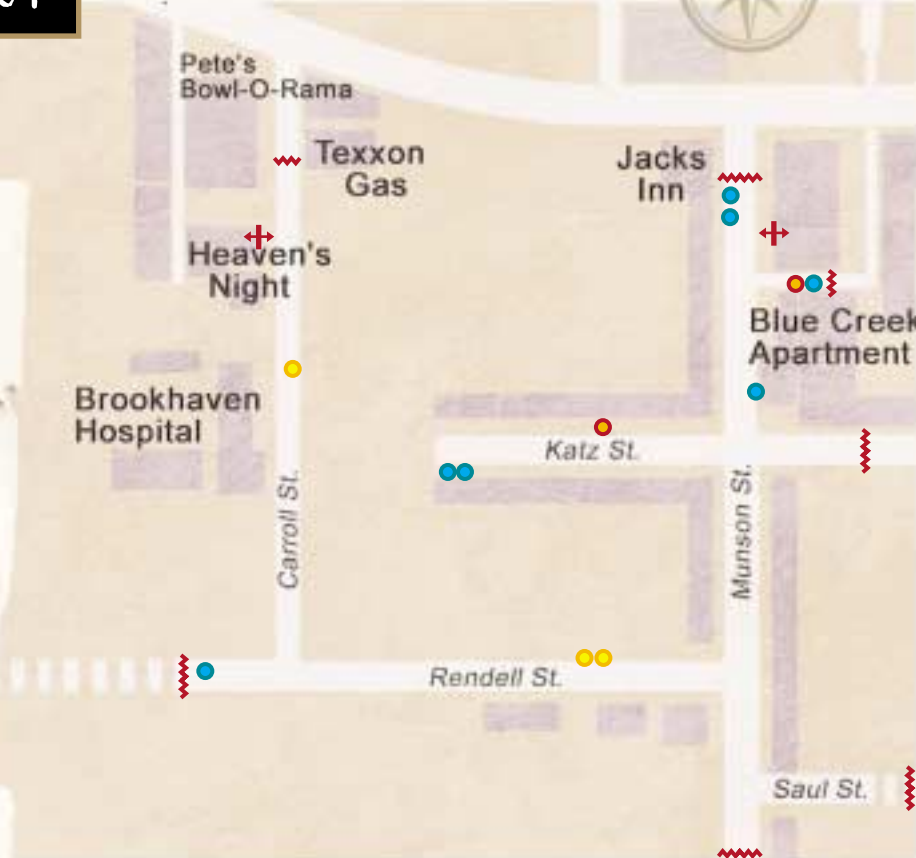 Pete's
Bowl-O-Rama
Texxon
Gas
Jacks
Inn
Heaven's
Night
Blue Creek
Apartment
Brookhaven
Hospital
Katz St.
Carroll St.
Munson St.
Rendell St.
Saul St.